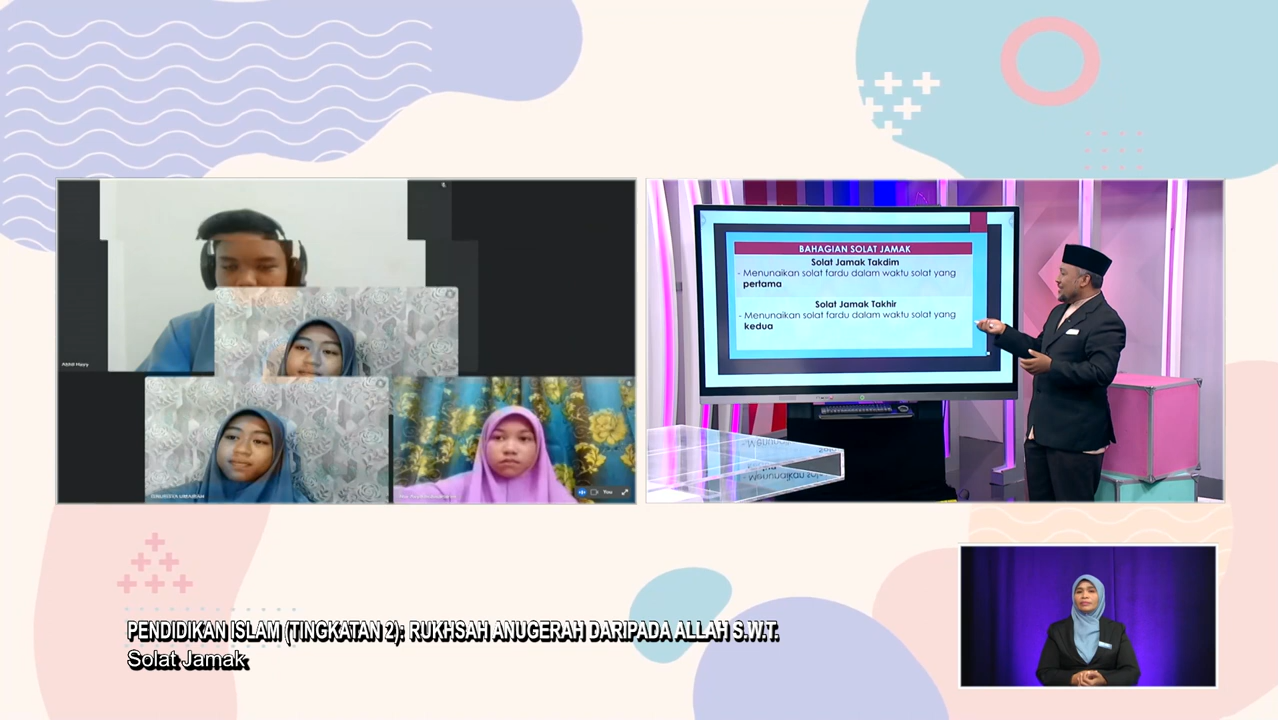 BAHAGIAN SOLAT JAMAK
Solat Jamak Takdim
- Menunaikan solat fardu dalam waktu solat yang
pertama
Solat Jamak Takhir
- Menunaikan solat fardu dalam waktu solat yang
kedua
You
PENDIDIKAN ISLAM (TINGKATAN 2): RUKHSAH ANUGERAH DARIPADA ALLAH S.W.T.
Solat Jamak